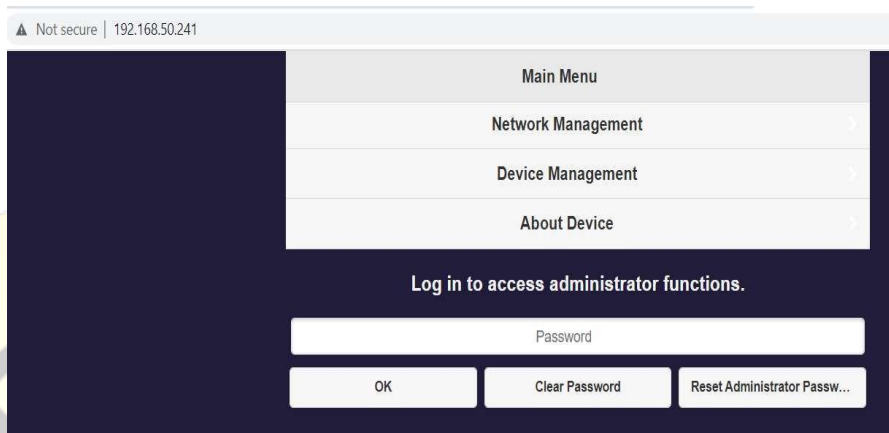 Not secure | 192.168.50.241
Main Menu
Network Management
Device Management
About Device
Log in to access administrator functions.
Password
OK Clear Password Reset Administrator Passw...